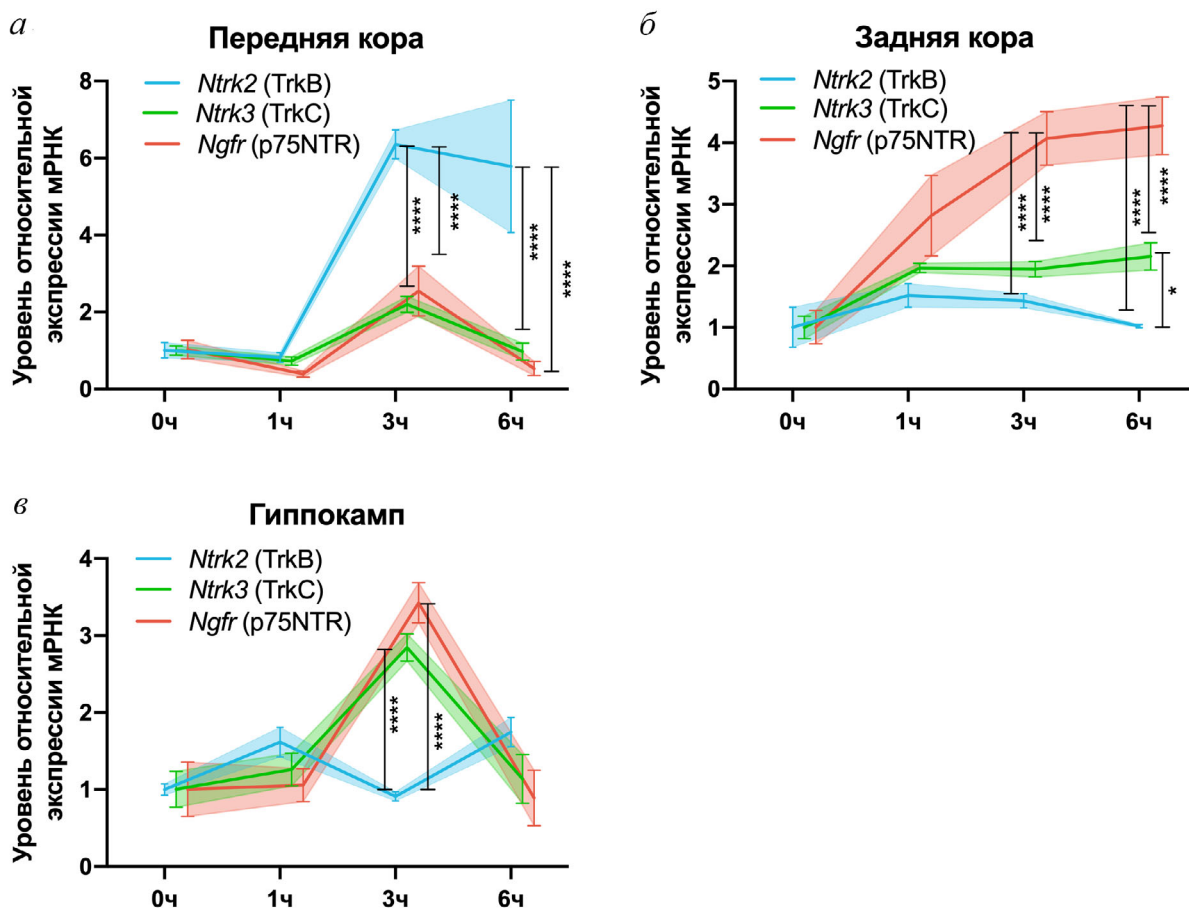 а
Передняя кора
Ntrk2 (TrkB)
Ntrk3 (TrkC)
Ngfr (p75NTR)
Уровень относительной
экспрессии мРНК
8
6
4
2
0
****
****
****
****
0ч 1ч 3ч 6ч
б
Задняя кора
Ntrk2 (TrkB)
Ntrk3 (TrkC)
Ngfr (p75NTR)
Уровень относительной
экспрессии мРНК
5
4
3
2
1
0
****
****
****
****
*
0ч 1ч 3ч 6ч
в
Гиппокамп
Ntrk2 (TrkB)
Ntrk3 (TrkC)
Ngfr (p75NTR)
Уровень относительной
экспрессии мРНК
4
3
2
1
0
****
****
0ч 1ч 3ч 6ч